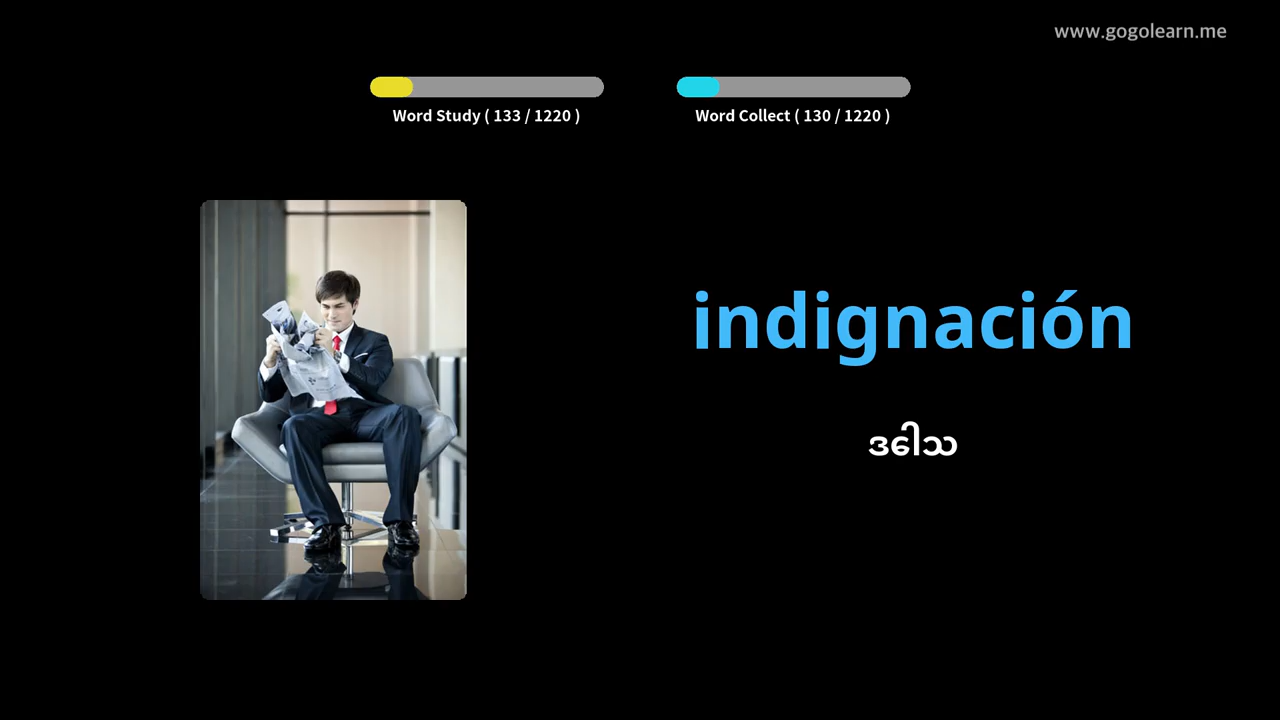 www.gogolearn.me
Word Study ( 133 / 1220 )
Word Collect ( 130 / 1220 )
indignación
ဒေါသ